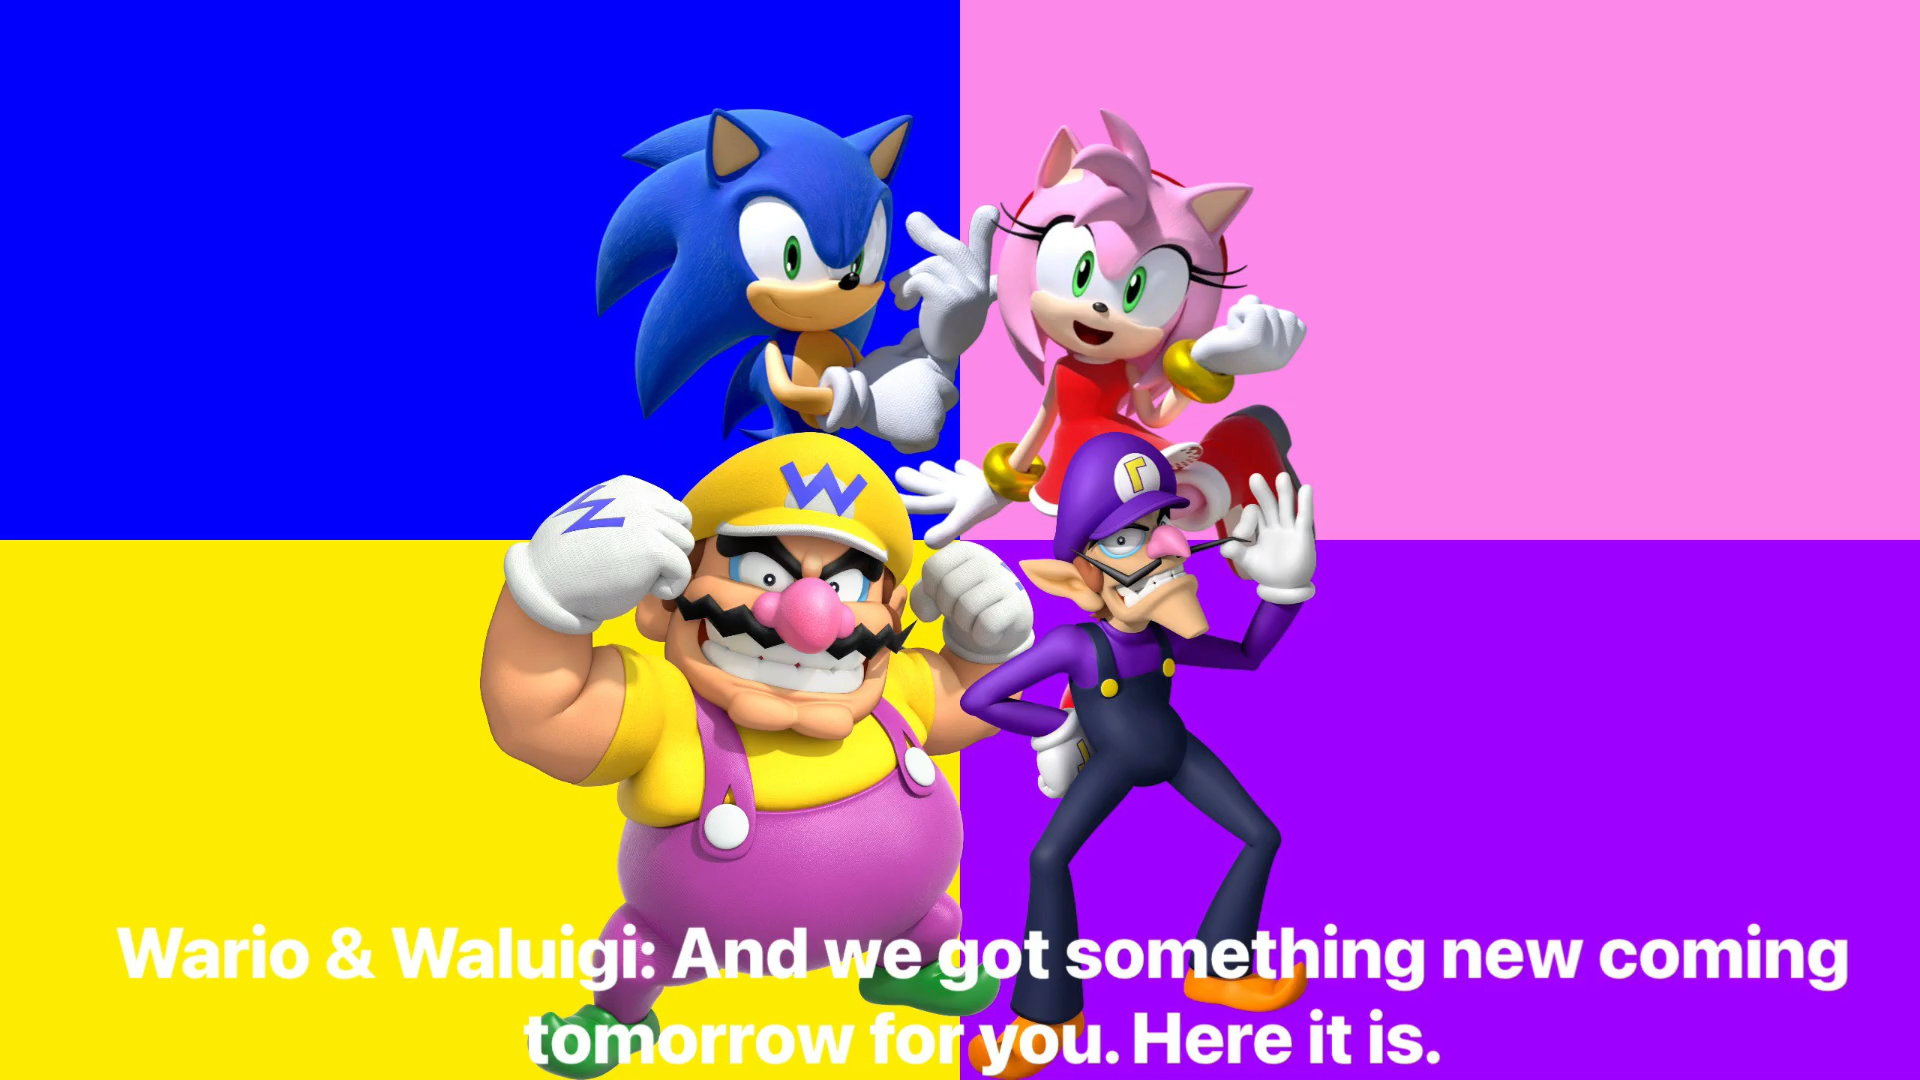 Wario & Waluigi: And we got something new coming
tomorrow for you. Here it is.
W
W
Γ